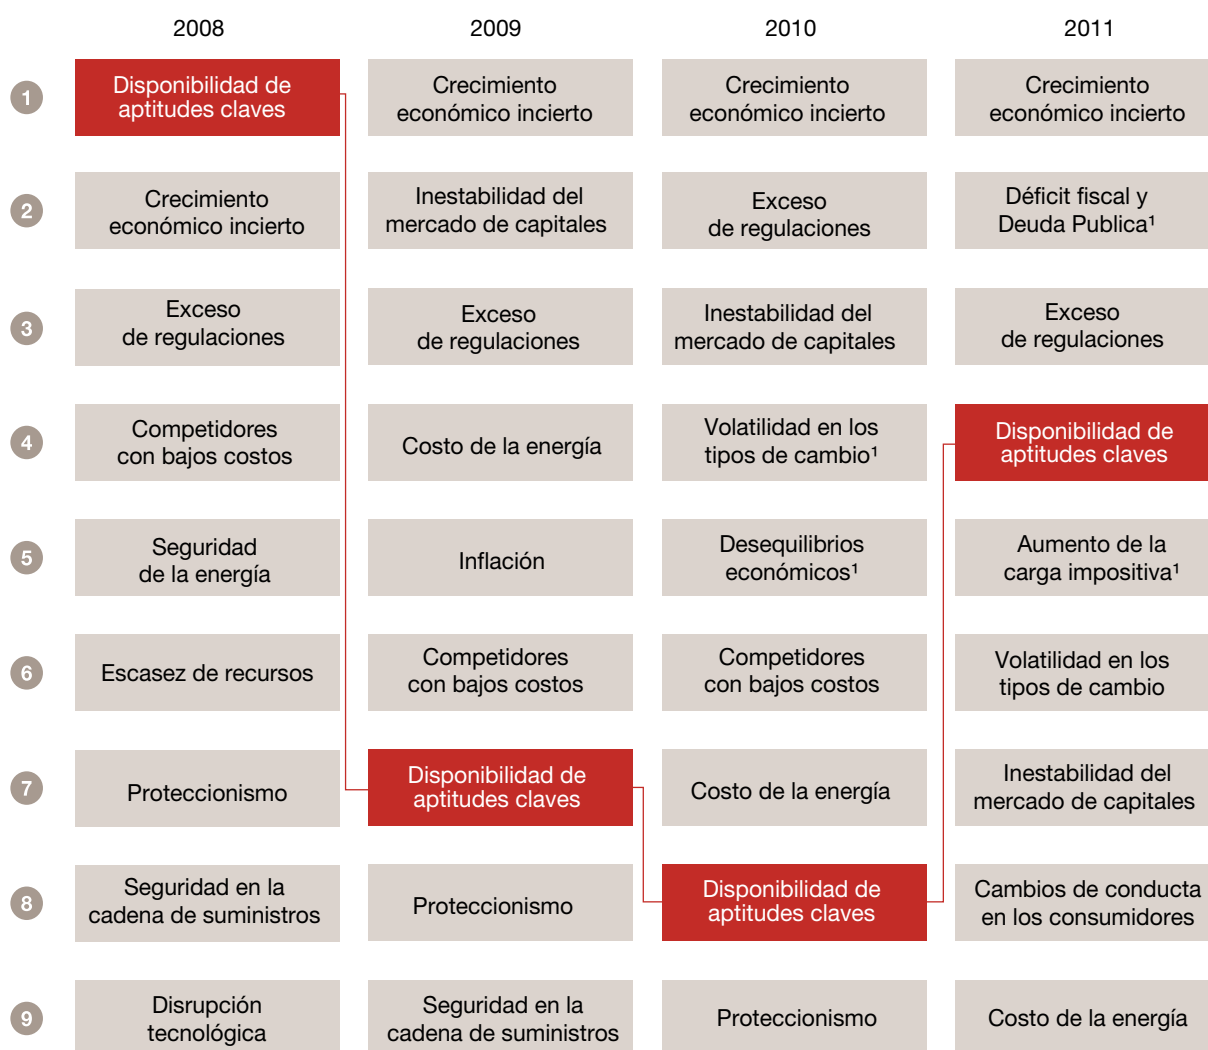 2008 2009 2010 2011
1
Disponibilidad de
aptitudes claves
Crecimiento
económico incierto
Crecimiento
económico incierto
Crecimiento
económico incierto
2
Crecimiento
económico incierto
Inestabilidad del
mercado de capitales
Exceso
de regulaciones
Déficit fiscal y
Deuda Publica¹
3
Exceso
de regulaciones
Exceso
de regulaciones
Inestabilidad del
mercado de capitales
Exceso
de regulaciones
4
Competidores
con bajos costos
Costo de la energía
Volatilidad en los
tipos de cambio¹
Disponibilidad de
aptitudes claves
5
Seguridad
de la energía
Inflación
Desequilibrios
económicos¹
Aumento de la
carga impositiva¹
6
Escasez de recursos
Competidores
con bajos costos
Competidores
con bajos costos
Volatilidad en los
tipos de cambio
7
Proteccionismo
Disponibilidad de
aptitudes claves
Costo de la energía
Inestabilidad del
mercado de capitales
8
Seguridad en la
cadena de suministros
Proteccionismo
Disponibilidad de
aptitudes claves
Cambios de conducta
en los consumidores
9
Disrupción
tecnológica
Seguridad en la
cadena de suministros
Proteccionismo
Costo de la energía